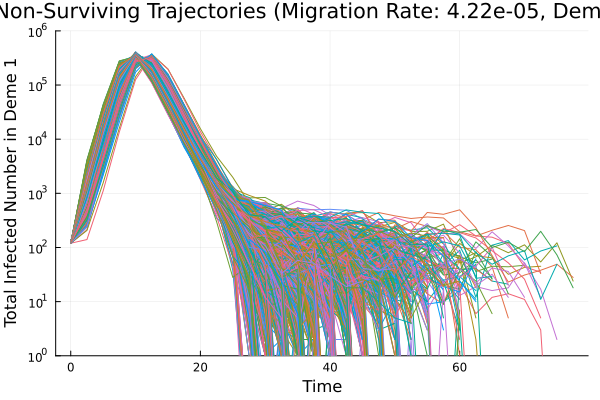 Non-Surviving Trajectories (Migration Rate: 4.22e-05, Dem
Total Infected Number in Deme 1
10^6
10^5
10^4
10^3
10^2
10^1
10^0
0 20 40 60
Time